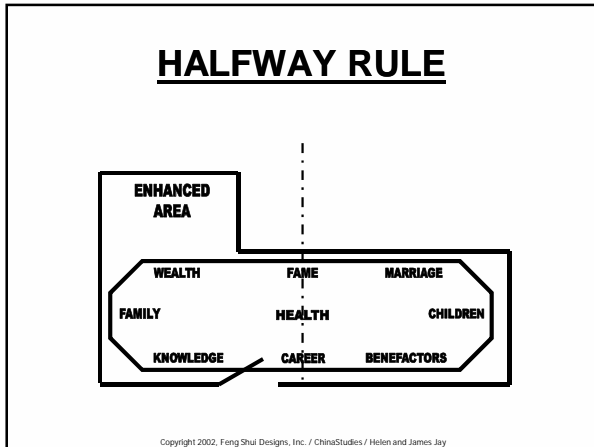 HALFWAY RULE
ENHANCED
AREA
WEALTH FAME MARRIAGE
FAMILY HEALTH CHILDREN
KNOWLEDGE CAREER BENEFACTORS
Copyright 2002, Feng Shui Designs, Inc. / ChinaStudies / Helen and James Jay